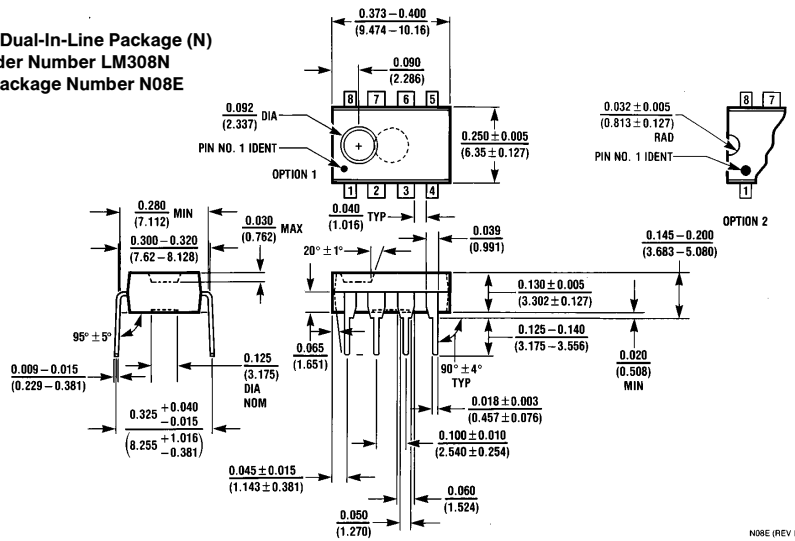 Dual-In-Line Package (N)
der Number LM308N
ackage Number N08E
0.373 – 0.400
(9.474 – 10.16)
0.090
(2.286)
8 7 6 5
0.092 DIA
(2.337)
PIN NO. 1 IDENT
OPTION 1
1 2 3 4
0.250 ± 0.005
(6.35 ± 0.127)
0.032 ± 0.005
(0.813 ± 0.127)
RAD
PIN NO. 1 IDENT
8 7
1
OPTION 2
0.280 MIN
(7.112)
0.300 – 0.320
(7.62 – 8.128)
0.030 MAX
(0.762)
0.040 TYP
(1.016)
0.039
(0.991)
20° ± 1°
0.145 – 0.200
(3.683 – 5.080)
0.130 ± 0.005
(3.302 ± 0.127)
0.125 – 0.140
(3.175 – 3.556)
0.020
(0.508)
MIN
95° ± 5°
0.009 – 0.015
(0.229 – 0.381)
0.125
(3.175)
DIA
NOM
0.065
(1.651)
90° ± 4°
TYP
0.018 ± 0.003
(0.457 ± 0.076)
0.325 +0.040
−0.015
(8.255 +1.016
−0.381)
0.100 ± 0.010
(2.540 ± 0.254)
0.045 ± 0.015
(1.143 ± 0.381)
0.060
(1.524)
0.050
(1.270)
N08E (REV